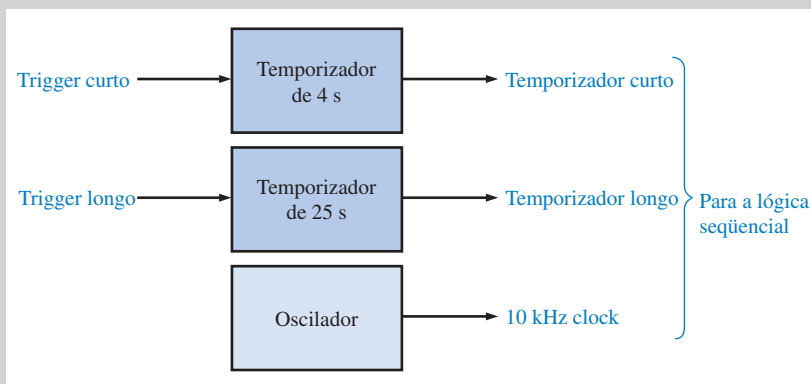 Trigger curto
Temporizador
de 4 s
Temporizador curto
Trigger longo
Temporizador
de 25 s
Temporizador longo
Para a lógica
seqüencial
Oscilador
10 kHz clock